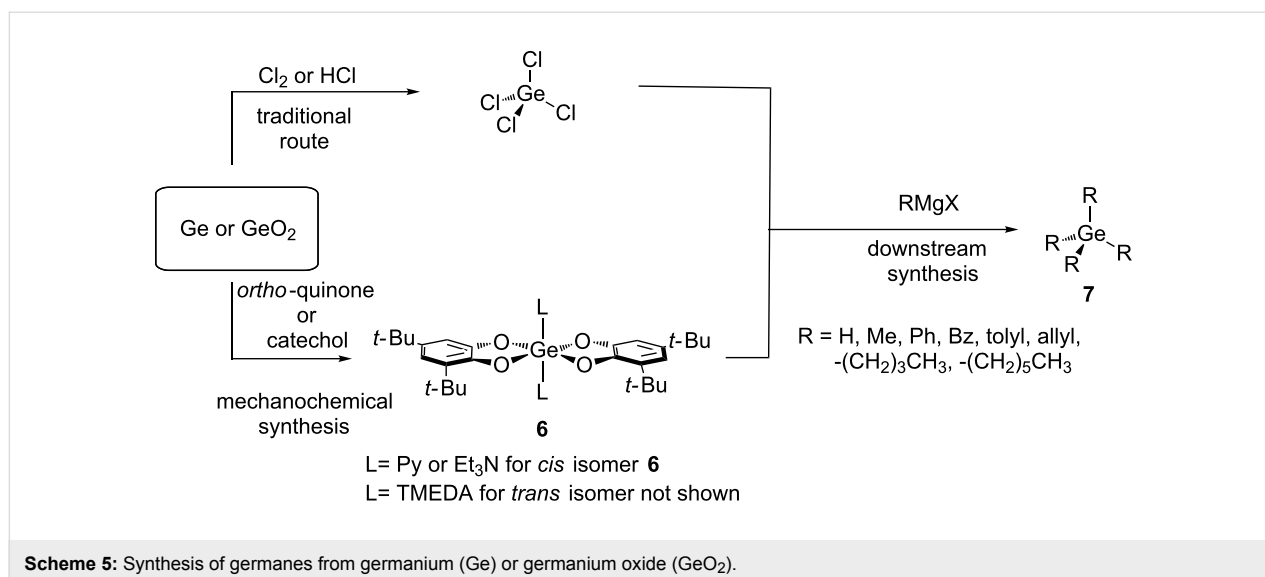 Cl₂ or HCl
traditional
route
Cl
Cl Ge Cl
Cl
Ge or GeO₂
ortho-quinone
or
catechol
mechanochemical
synthesis
L
t-Bu O Ge O t-Bu
O O
t-Bu L t-Bu
6
L= Py or Et₃N for cis isomer 6
L= TMEDA for trans isomer not shown
RMgX
downstream
synthesis
R
R Ge R
R
7
R = H, Me, Ph, Bz, tolyl, allyl,
-(CH₂)₃CH₃, -(CH₂)₅CH₃
Scheme 5: Synthesis of germanes from germanium (Ge) or germanium oxide (GeO₂).